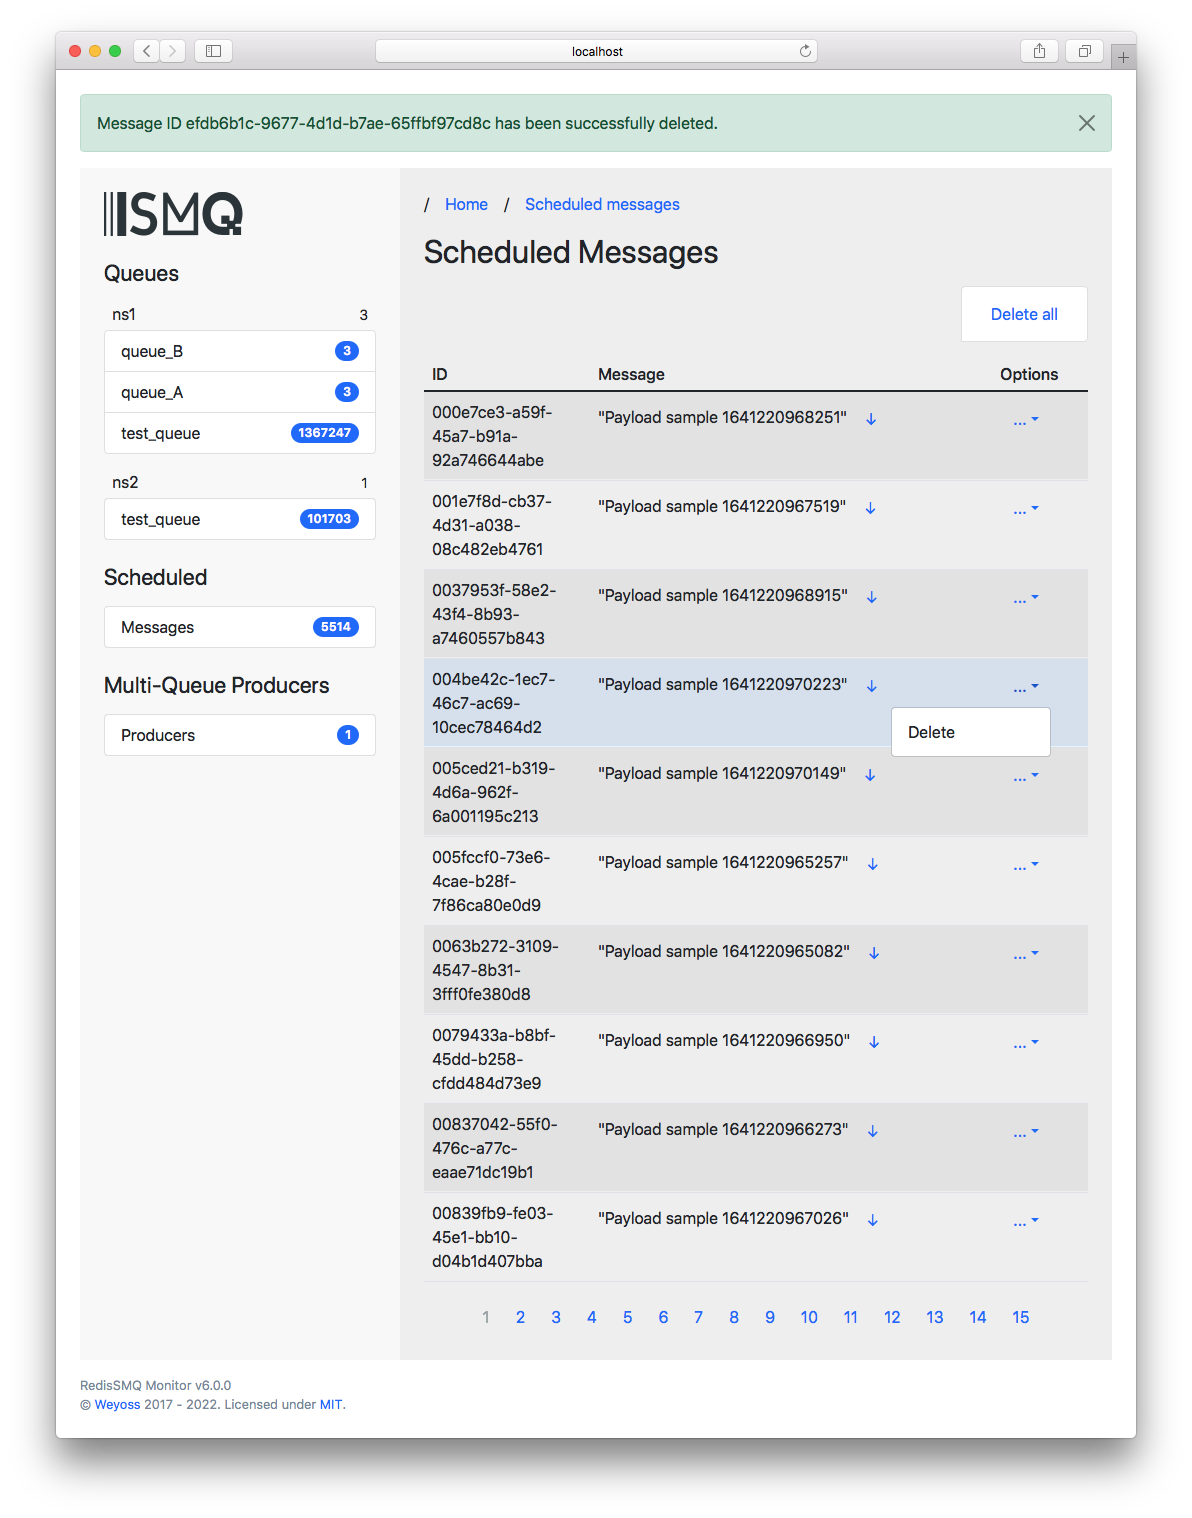 localhost
Message ID efdb6b1c-9677-4d1d-b7ae-65ffbf97cd8c has been successfully deleted.
ISMQ
Queues
ns1 3
queue_B 3
queue_A 3
test_queue 1367247
ns2 1
test_queue 101703
Scheduled
Messages 5514
Multi-Queue Producers
Producers 1
/ Home / Scheduled messages
Scheduled Messages
Delete all
ID Message Options
000e7ce3-a59f-
45a7-b91a-
92a746644abe
"Payload sample 1641220968251" ↓ ...
001e7f8d-cb37-
4d31-a038-
08c482eb4761
"Payload sample 1641220967519" ↓ ...
0037953f-58e2-
43f4-8b93-
a7460557b843
"Payload sample 1641220968915" ↓ ...
004be42c-1ec7-
46c7-ac69-
10cec78464d2
"Payload sample 1641220970223" ↓ ...
Delete
005ced21-b319-
4d6a-962f-
6a001195c213
"Payload sample 1641220970149" ↓ ...
005fccf0-73e6-
4cae-b28f-
7f86ca80e0d9
"Payload sample 1641220965257" ↓ ...
0063b272-3109-
4547-8b31-
3fff0fe380d8
"Payload sample 1641220965082" ↓ ...
0079433a-b8bf-
45dd-b258-
cfdd484d73e9
"Payload sample 1641220966950" ↓ ...
00837042-55f0-
476c-a77c-
eaae71dc19b1
"Payload sample 1641220966273" ↓ ...
00839fb9-fe03-
45e1-bb10-
d04b1d407bba
"Payload sample 1641220967026" ↓ ...
1 2 3 4 5 6 7 8 9 10 11 12 13 14 15
RedisSMQ Monitor v6.0.0
© Weyoss 2017 - 2022. Licensed under MIT.